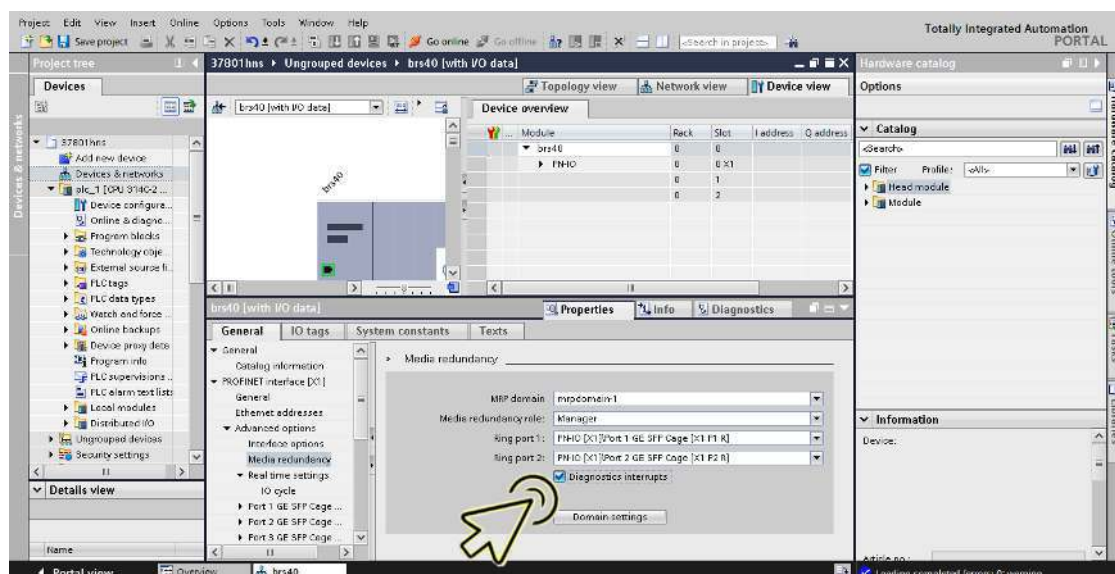 Project Edit View Insert Online Options Tools Window Help
Totally Integrated Automation
PORTAL
Save project
Go online
Go offline
<Search in project>
Project tree
37801hns
Ungrouped devices
brs40 [with I/O data]
Hardware catalog
Devices
Topology view
Network view
Device view
Options
brs40 [with I/O data]
Device overview
...
Module
Rack
Slot
I address
Q address
brs40
0
0
PN-IO
0
0 X1
0
1
0
2
brs40
Catalog
<Search>
Filter
Profile:
<All>
Head module
Module
37801hns
Add new device
Devices & networks
plc_1 [CPU 314C-2 ...
Device configura...
Online & diagno...
Program blocks
Technology obje...
External source fi...
PLC tags
PLC data types
Watch and force ...
Online backups
Device proxy data
Program info
PLC supervisions ...
PLC alarm text lists
Local modules
Distributed I/O
Ungrouped devices
Security settings
Details view
Name
Devices & networks
brs40 [with I/O data]
Properties
Info
Diagnostics
General
IO tags
System constants
Texts
General
Catalog information
PROFINET interface [X1]
General
Ethernet addresses
Advanced options
Interface options
Media redundancy
Real time settings
IO cycle
Port 1 GE SFP Cage ...
Port 2 GE SFP Cage ...
Port 3 GE SFP Cage ...
Media redundancy
MRP domain
mrpdomain-1
Media redundancy role:
Manager
Ring port 1:
PN-IO [X1]\Port 1 GE SFP Cage [X1 P1 R]
Ring port 2:
PN-IO [X1]\Port 2 GE SFP Cage [X1 P2 R]
Diagnostics interrupts
Domain settings
Information
Device:
Article no.:
Portal view
Overview
brs40